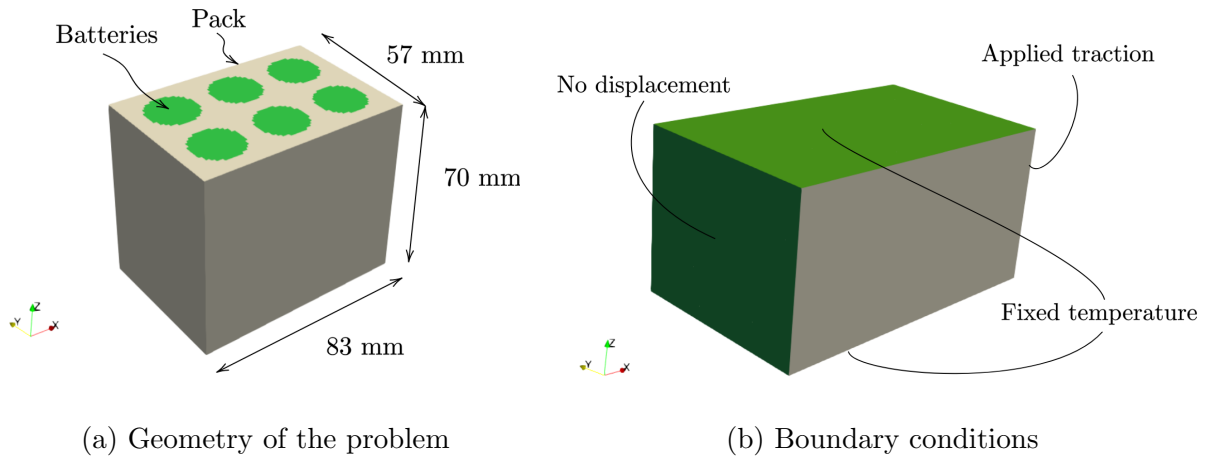 Batteries
Pack
57 mm
70 mm
83 mm
Z
Y
X
(a) Geometry of the problem
No displacement
Applied traction
Fixed temperature
Z
Y
X
(b) Boundary conditions